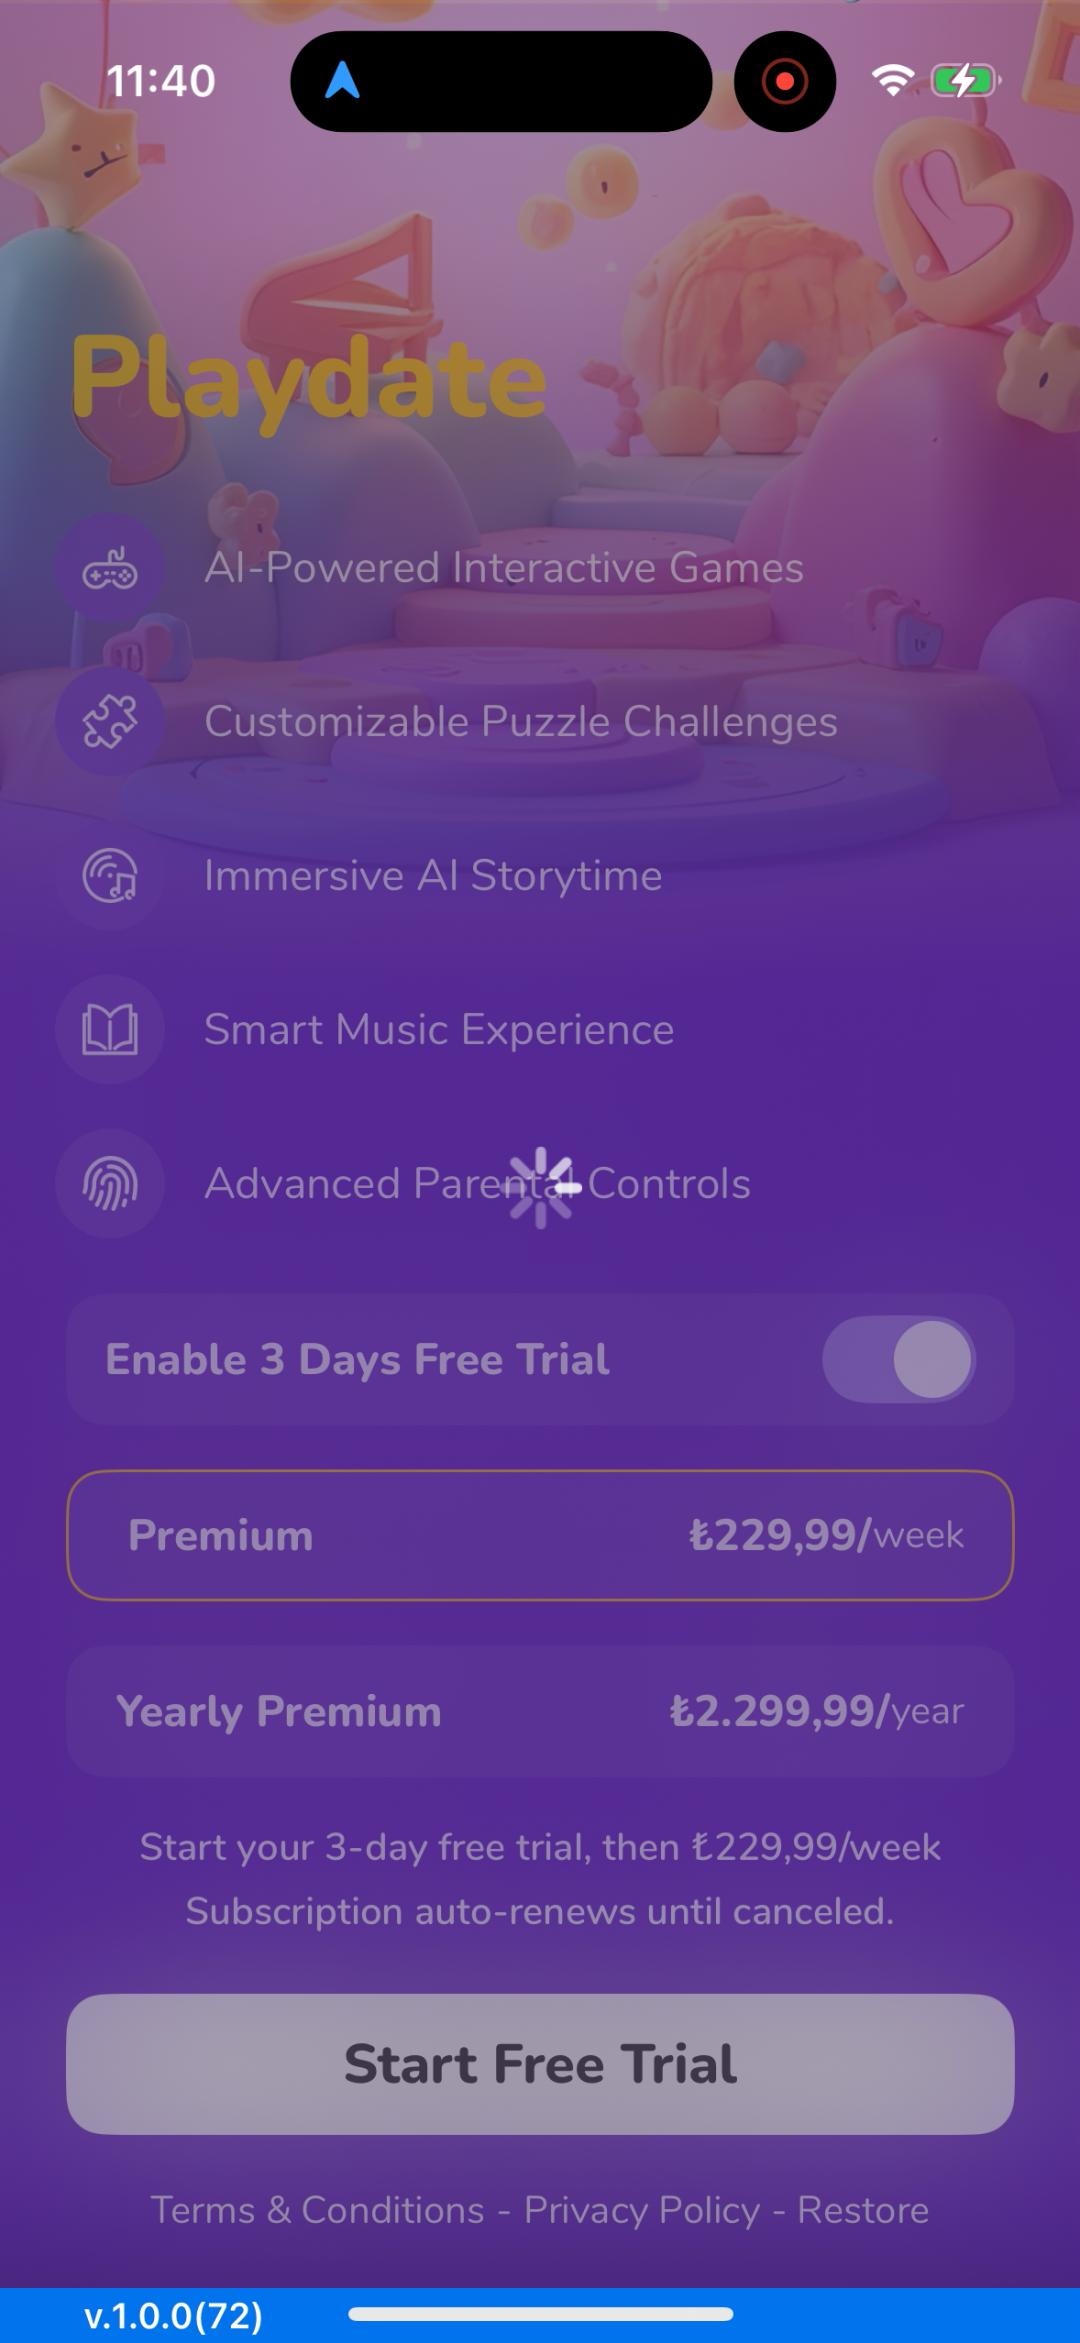 11:40
Playdate
AI-Powered Interactive Games
Customizable Puzzle Challenges
Immersive AI Storytime
Smart Music Experience
Advanced Parental Controls
Enable 3 Days Free Trial
Premium ₺229,99/week
Yearly Premium ₺2.299,99/year
Start your 3-day free trial, then ₺229,99/week
Subscription auto-renews until canceled.
Start Free Trial
Terms & Conditions - Privacy Policy - Restore
v.1.0.0(72)